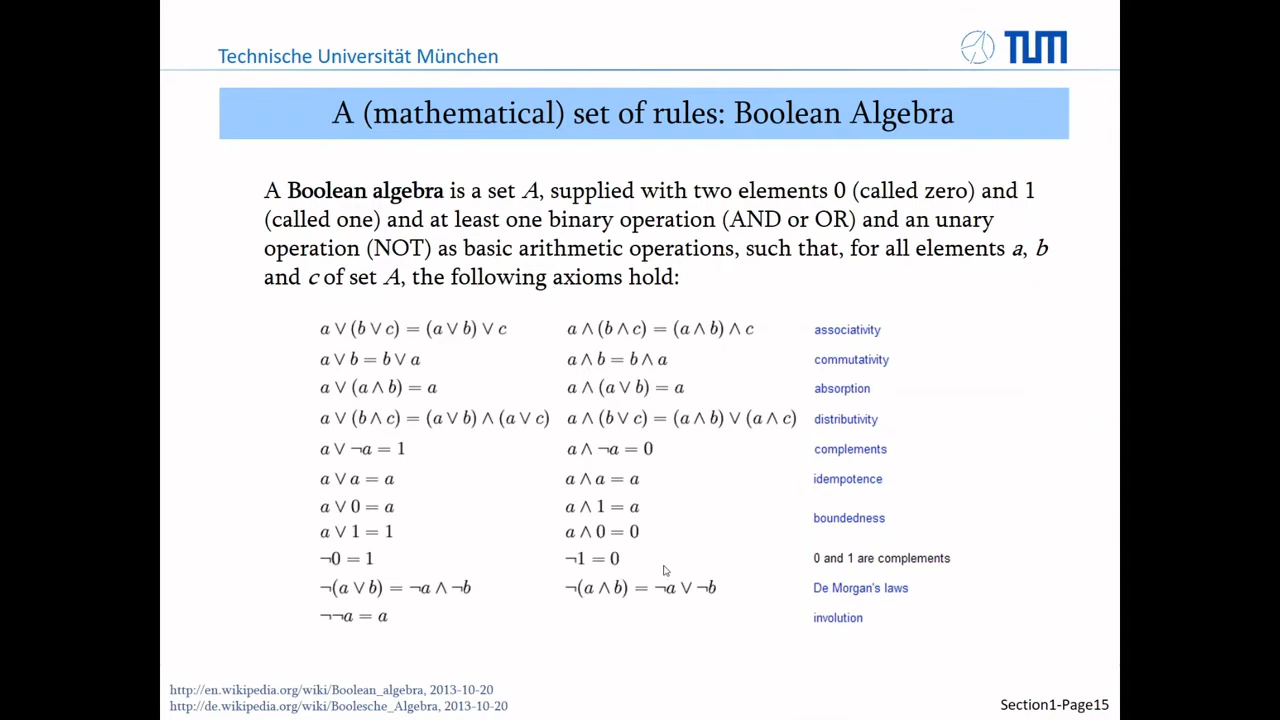 Technische Universität München
TUM
A (mathematical) set of rules: Boolean Algebra
A Boolean algebra is a set A, supplied with two elements 0 (called zero) and 1
(called one) and at least one binary operation (AND or OR) and an unary
operation (NOT) as basic arithmetic operations, such that, for all elements a, b
and c of set A, the following axioms hold:
a ∨ (b ∨ c) = (a ∨ b) ∨ c a ∧ (b ∧ c) = (a ∧ b) ∧ c associativity
a ∨ b = b ∨ a a ∧ b = b ∧ a commutativity
a ∨ (a ∧ b) = a a ∧ (a ∨ b) = a absorption
a ∨ (b ∧ c) = (a ∨ b) ∧ (a ∨ c) a ∧ (b ∨ c) = (a ∧ b) ∨ (a ∧ c) distributivity
a ∨ ¬a = 1 a ∧ ¬a = 0 complements
a ∨ a = a a ∧ a = a idempotence
a ∨ 0 = a a ∧ 1 = a
boundedness
a ∨ 1 = 1 a ∧ 0 = 0
¬0 = 1 ¬1 = 0 0 and 1 are complements
¬(a ∨ b) = ¬a ∧ ¬b ¬(a ∧ b) = ¬a ∨ ¬b De Morgan's laws
¬¬a = a involution
http://en.wikipedia.org/wiki/Boolean_algebra, 2013-10-20
http://de.wikipedia.org/wiki/Boolesche_Algebra, 2013-10-20
Section1-Page15